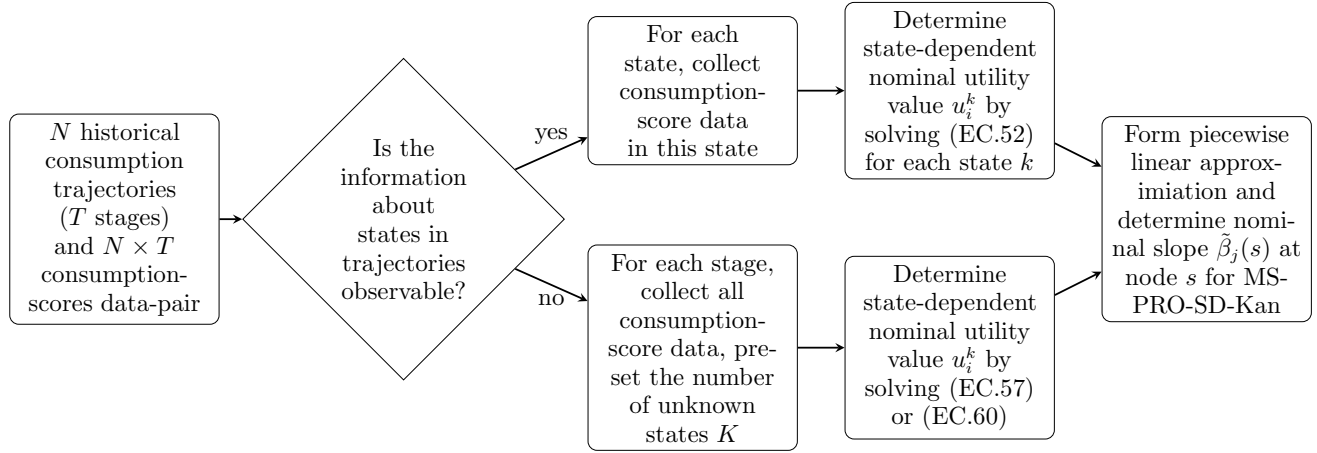 N historical
consumption
trajectories
(T stages)
and N × T
consumption-
scores data-pair
Is the
information
about
states in
trajectories
observable?
yes
no
For each
state, collect
consumption-
score data
in this state
For each stage,
collect all
consumption-
score data, pre-
set the number
of unknown
states K
Determine
state-dependent
nominal utility
value u_i^k by
solving (EC.52)
for each state k
Determine
state-dependent
nominal utility
value u_i^k by
solving (EC.57)
or (EC.60)
Form piecewise
linear approx-
imiation and
determine nomi-
nal slope β̃_j(s) at
node s for MS-
PRO-SD-Kan